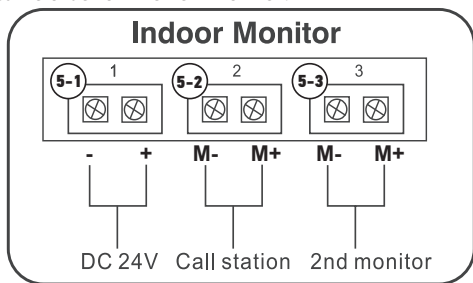 Indoor Monitor
5-1 1 5-2 2 5-3 3
- + M- M+ M- M+
DC 24V Call station 2nd monitor